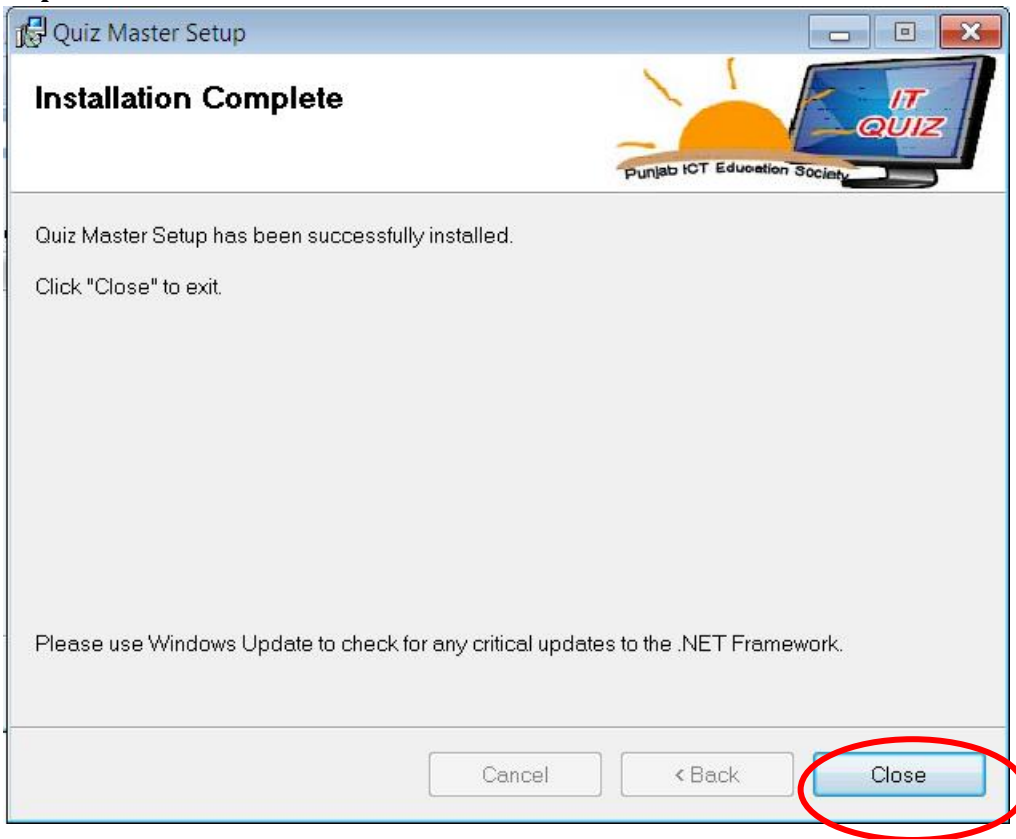 Quiz Master Setup
Installation Complete
IT
QUIZ
Punjab ICT Education Society
Quiz Master Setup has been successfully installed.
Click "Close" to exit.
Please use Windows Update to check for any critical updates to the .NET Framework.
Cancel
< Back
Close